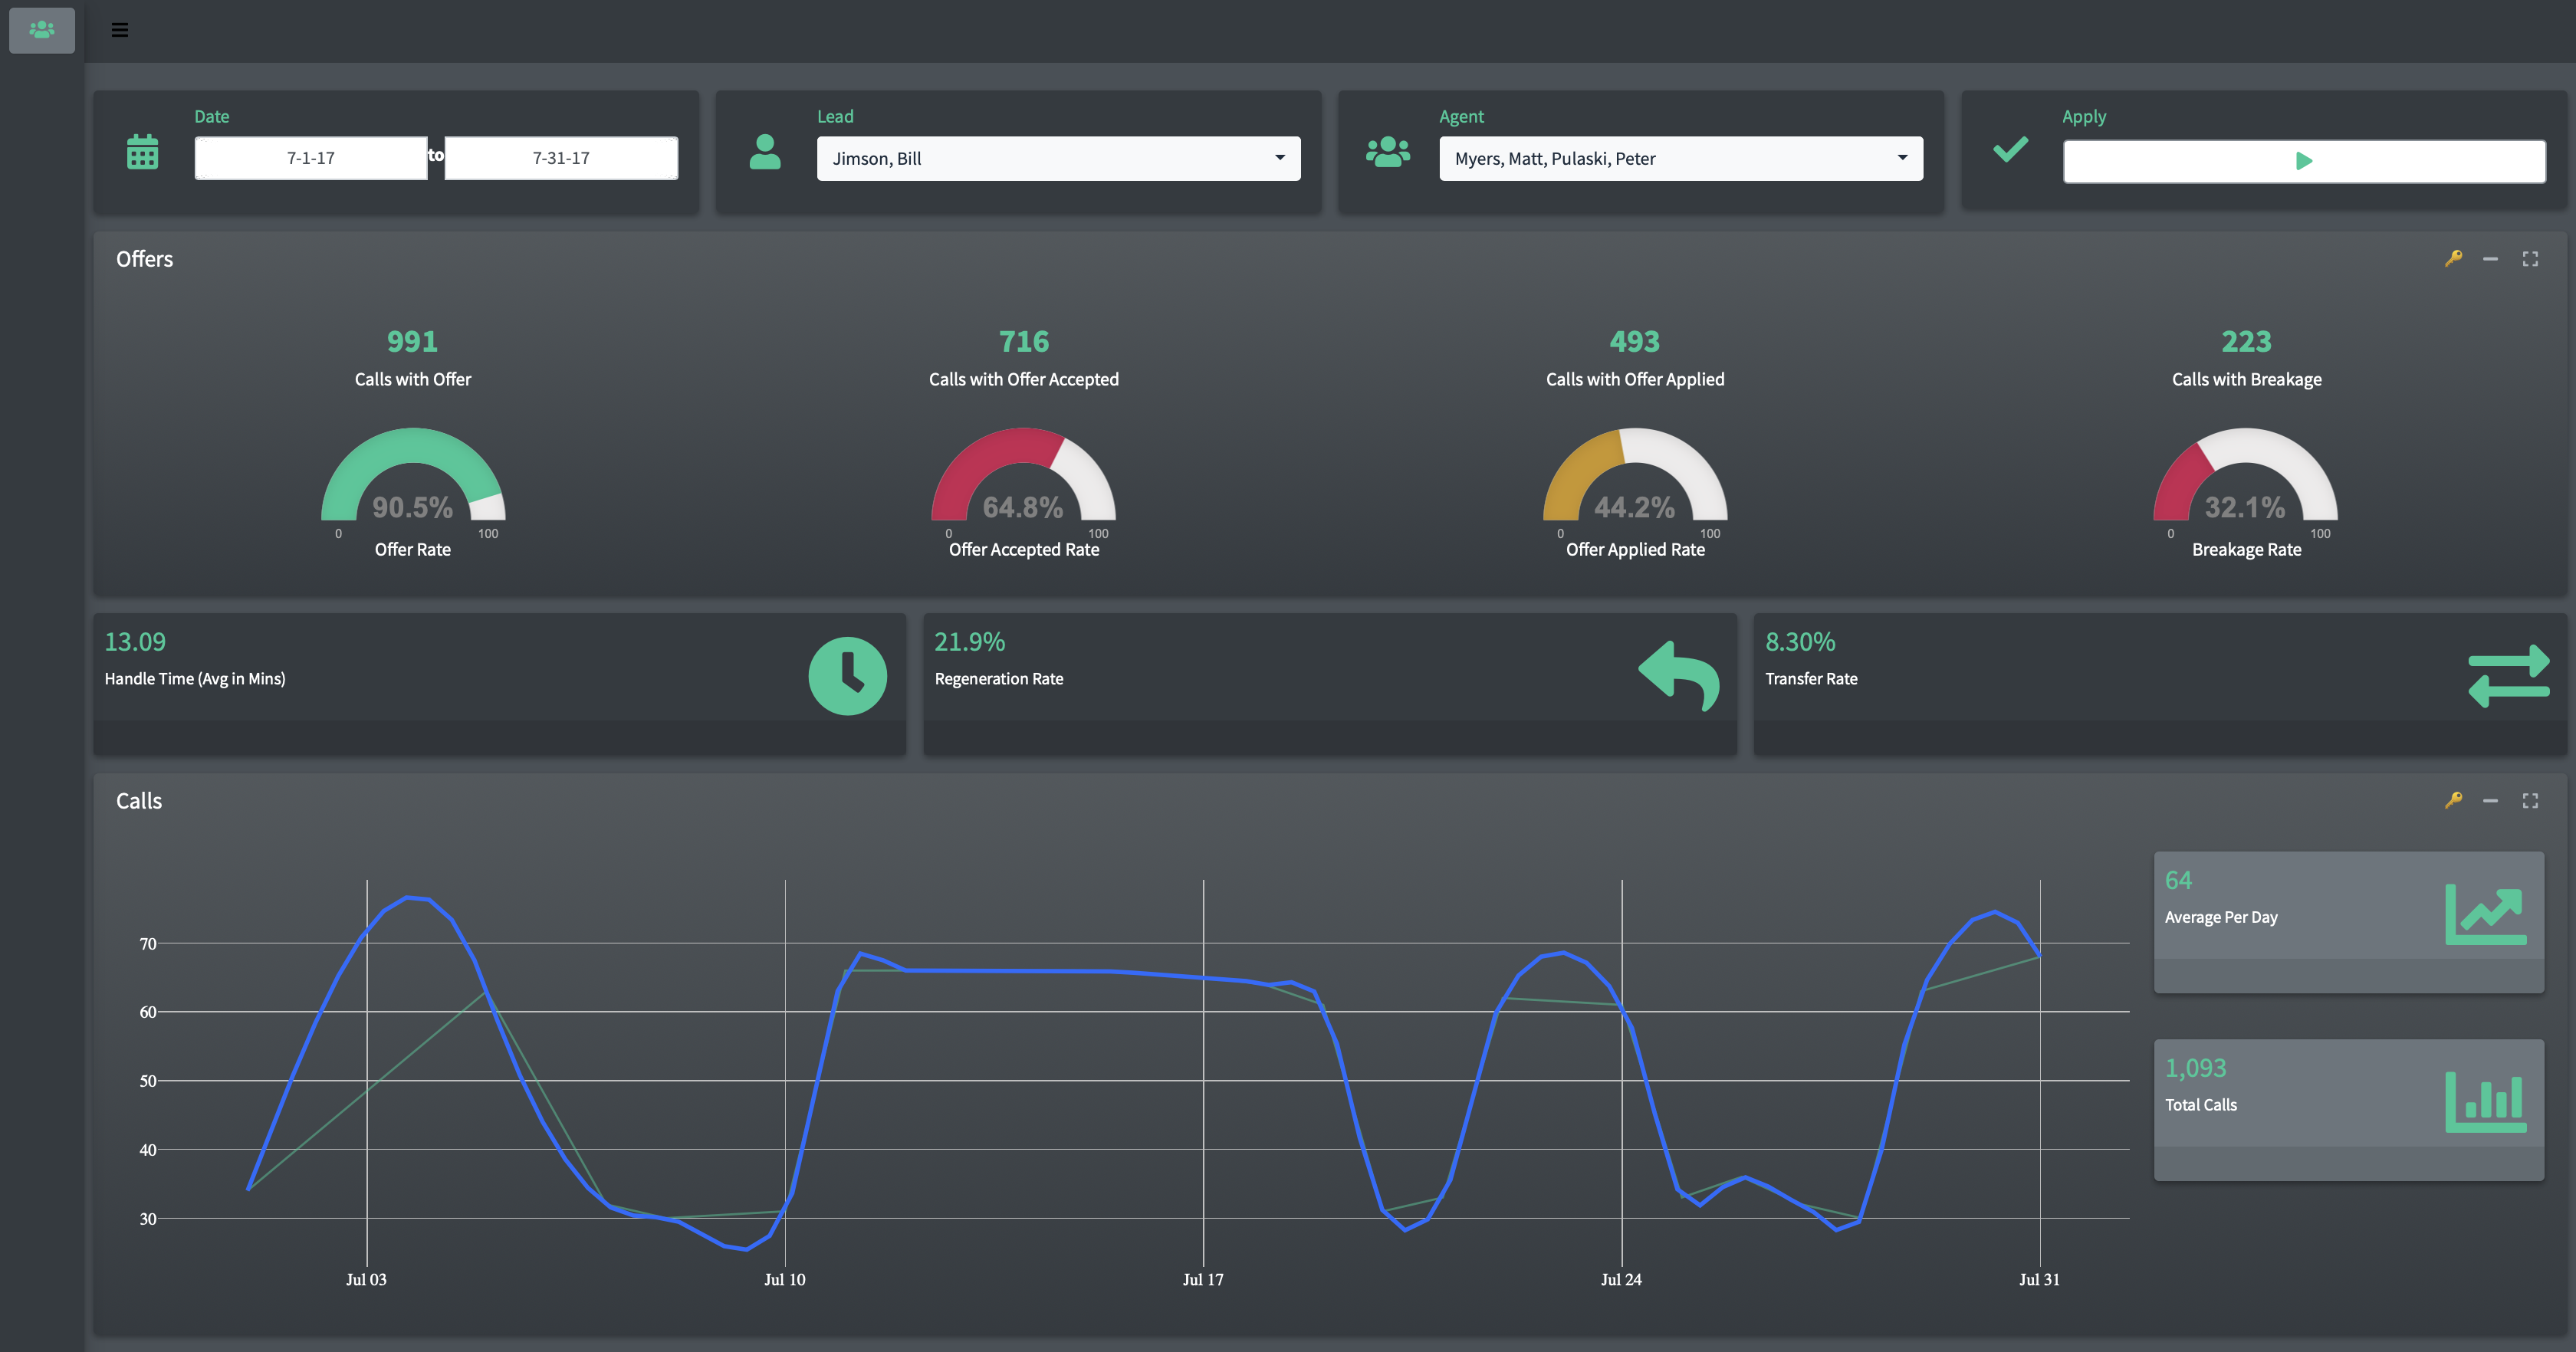 Date
7-1-17 to 7-31-17
Lead
Jimson, Bill
Agent
Myers, Matt, Pulaski, Peter
Apply
Offers
991
Calls with Offer
90.5%
0 100
Offer Rate
716
Calls with Offer Accepted
64.8%
0 100
Offer Accepted Rate
493
Calls with Offer Applied
44.2%
0 100
Offer Applied Rate
223
Calls with Breakage
32.1%
0 100
Breakage Rate
13.09
Handle Time (Avg in Mins)
21.9%
Regeneration Rate
8.30%
Transfer Rate
Calls
70
60
50
40
30
Jul 03 Jul 10 Jul 17 Jul 24 Jul 31
64
Average Per Day
1,093
Total Calls